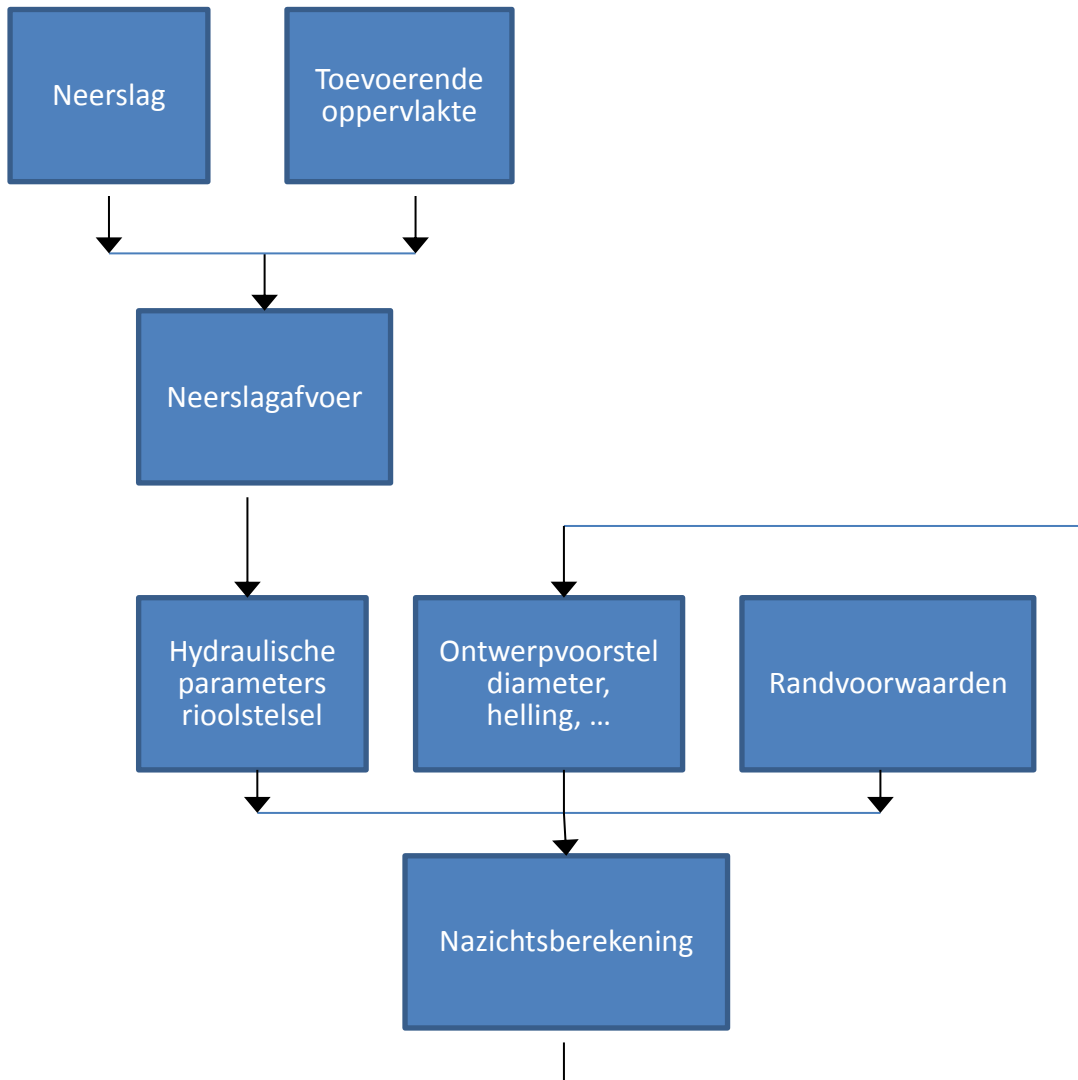 Neerslag
Toevoerende
oppervlakte
Neerslagafvoer
Hydraulische
parameters
rioolstelsel
Ontwerpvoorstel
diameter,
helling, …
Randvoorwaarden
Nazichtsberekening